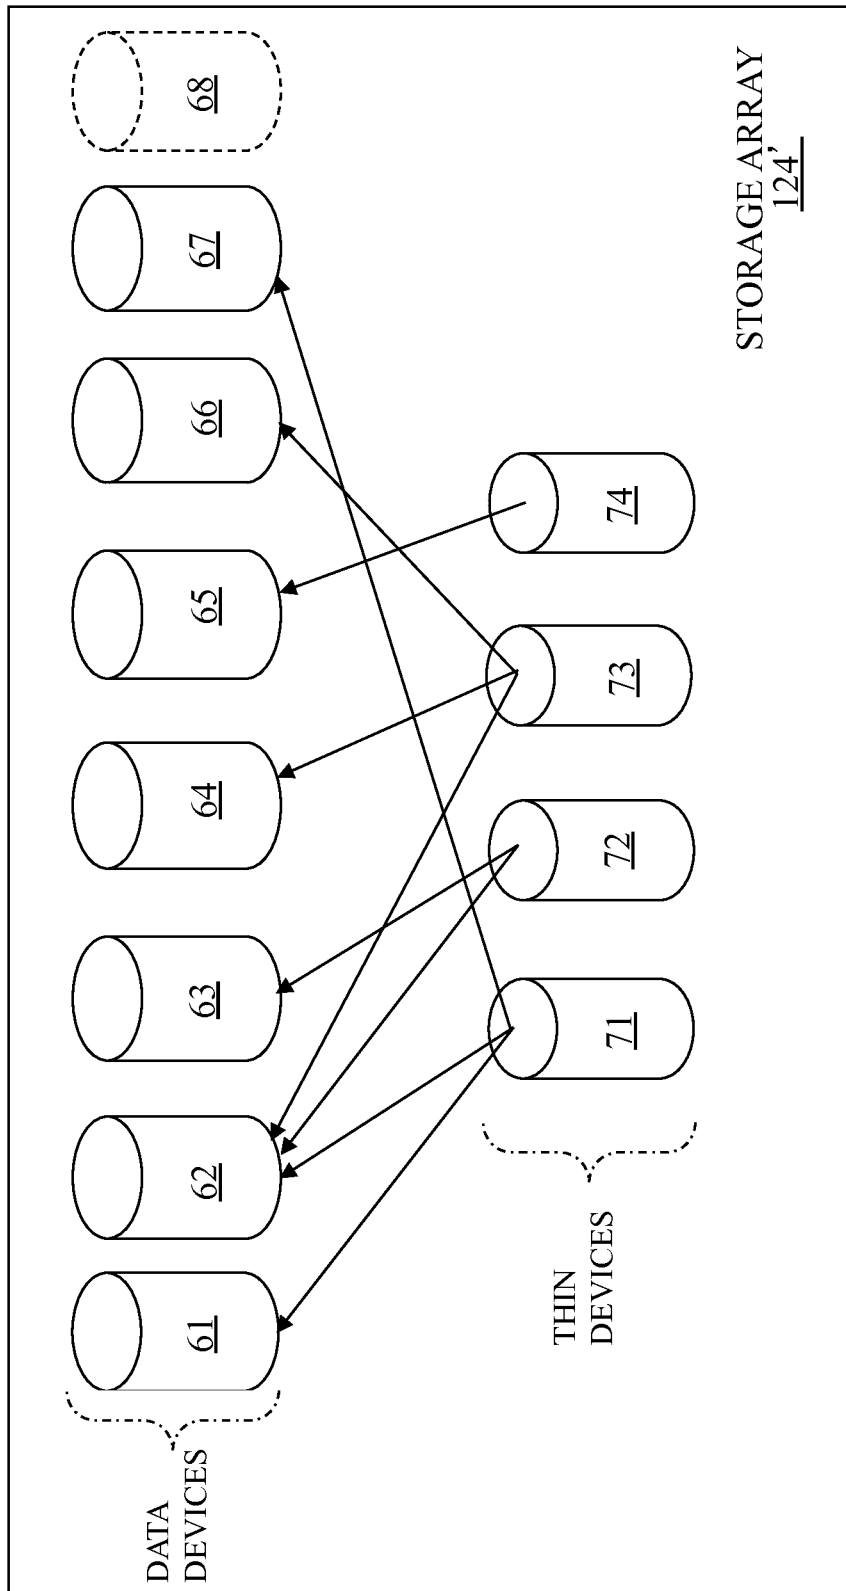 DATA
DEVICES
61
62
63
64
65
66
67
68
THIN
DEVICES
71
72
73
74
STORAGE ARRAY
124’